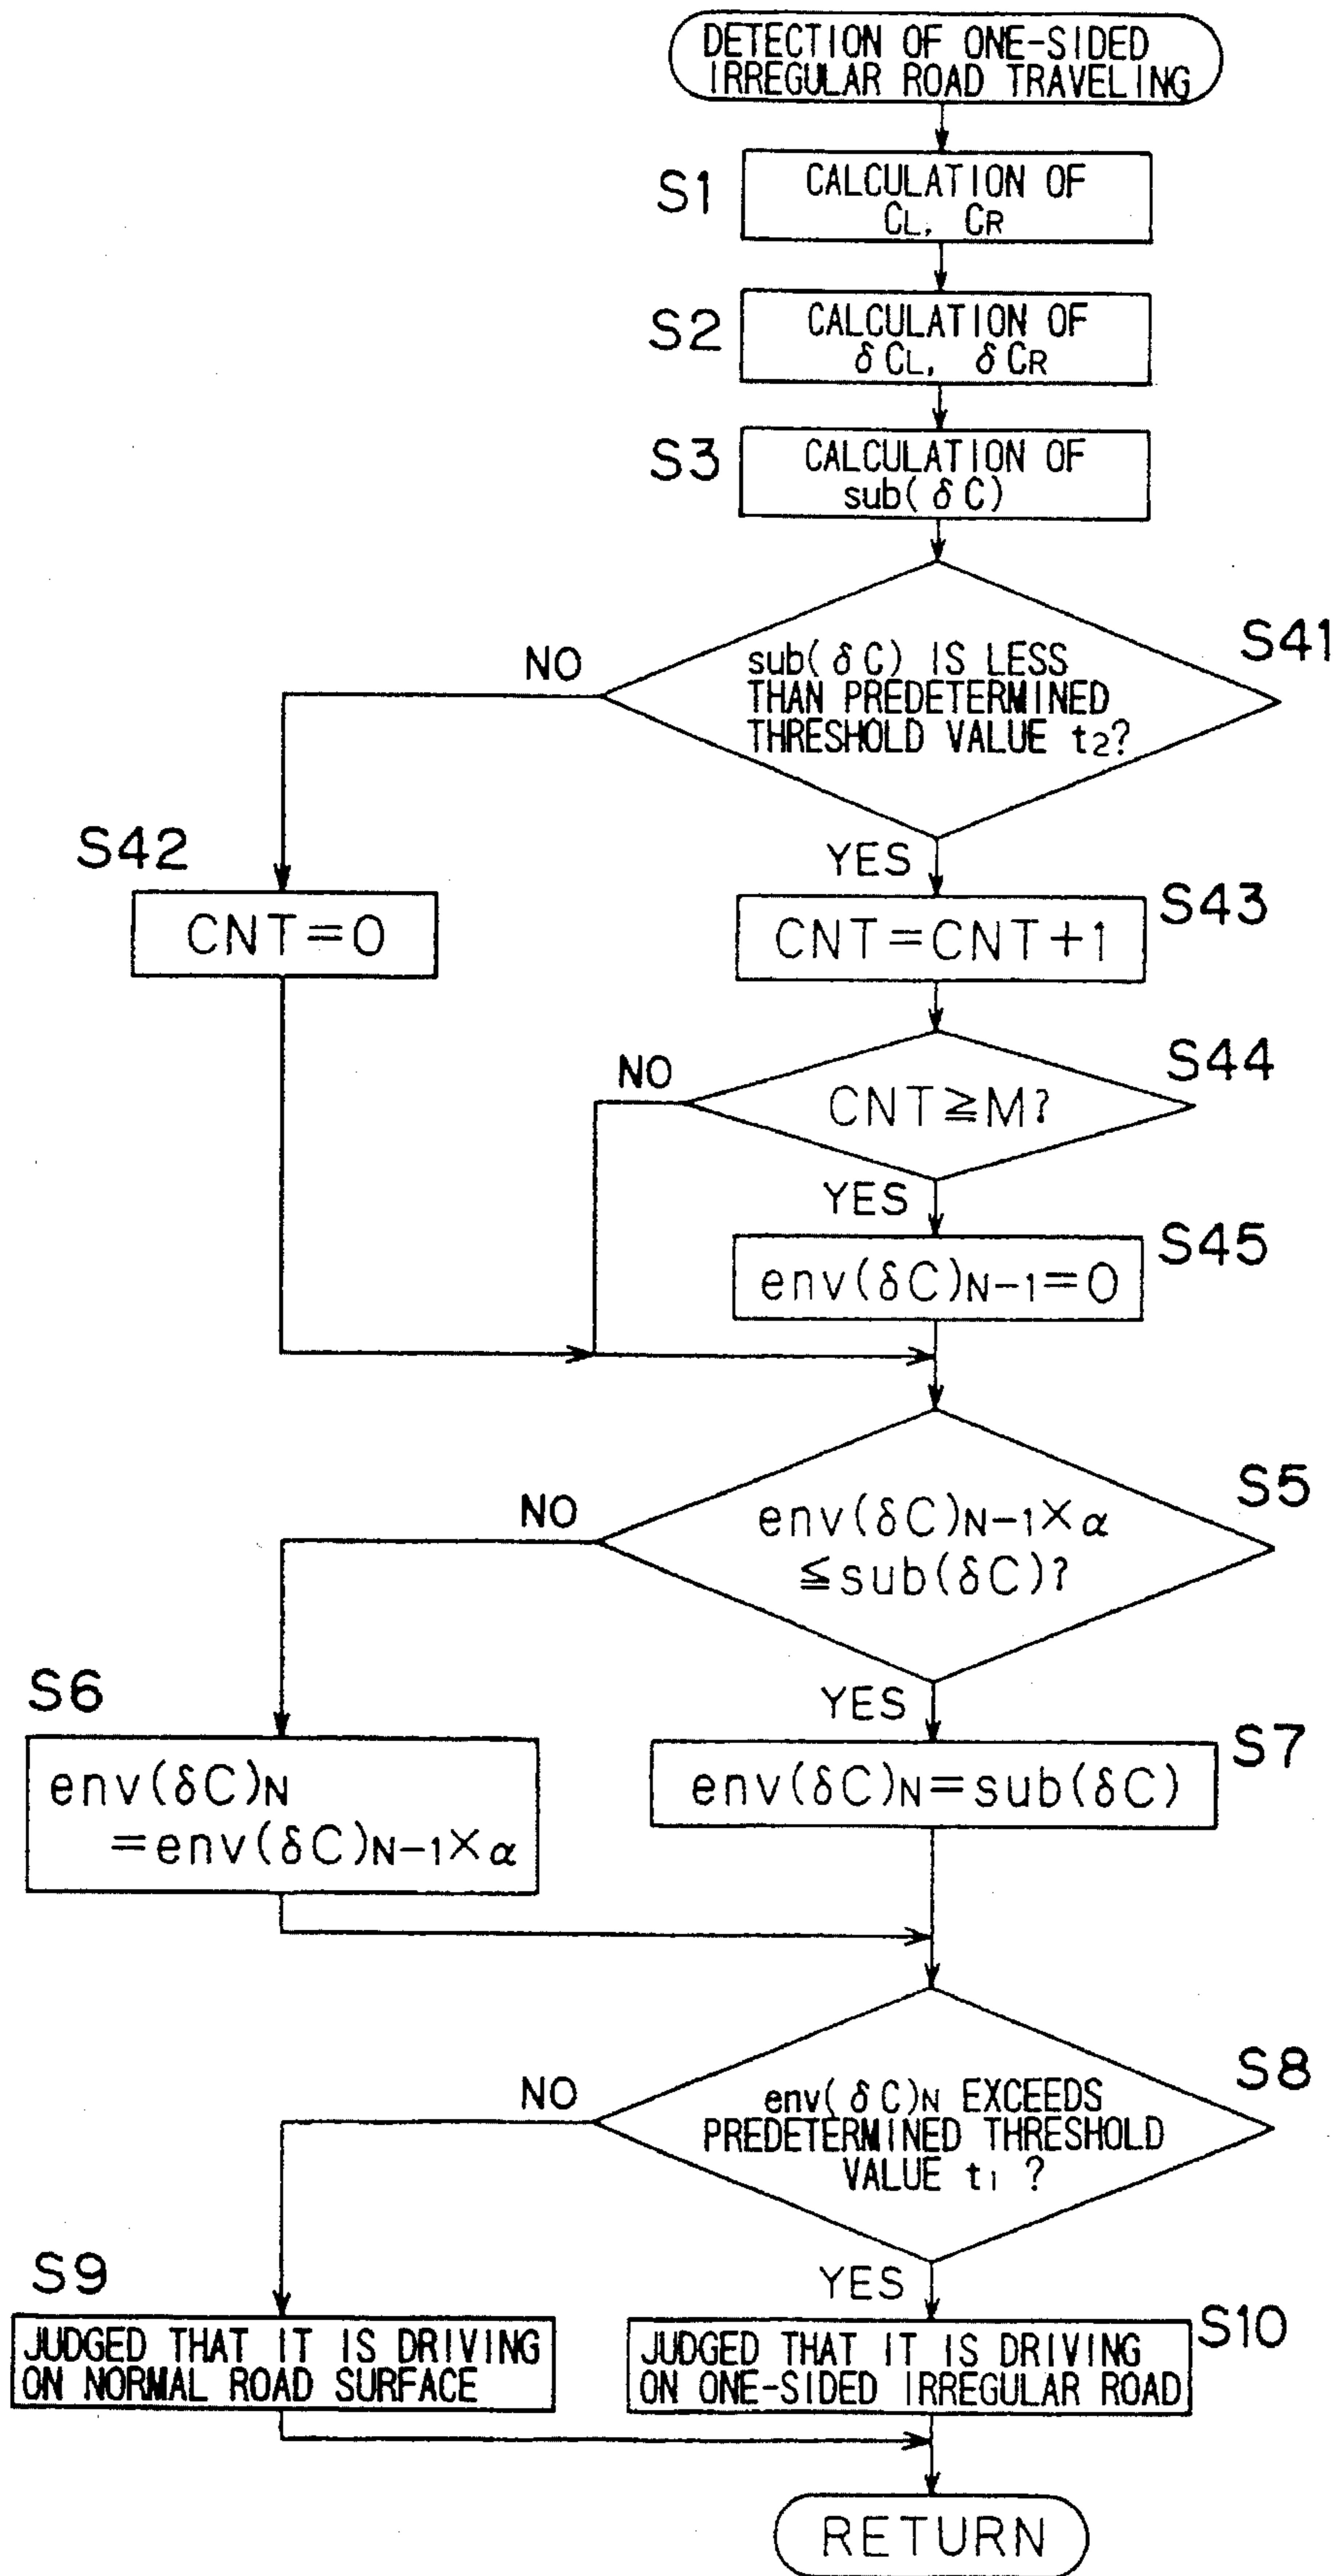 DETECTION OF ONE-SIDED
IRREGULAR ROAD TRAVELING
S1
CALCULATION OF
CL, CR
S2
CALCULATION OF
δCL, δCR
S3
CALCULATION OF
sub(δC)
S41
NO
sub(δC) IS LESS
THAN PREDETERMINED
THRESHOLD VALUE t2?
S42
YES
CNT=0
S43
CNT=CNT+1
S44
NO
CNT≧M?
YES
S45
env(δC)N-1=0
S5
NO
env(δC)N-1×α
≦sub(δC)?
S6
YES
env(δC)N
=env(δC)N-1×α
S7
env(δC)N=sub(δC)
S8
NO
env(δC)N EXCEEDS
PREDETERMINED THRESHOLD
VALUE t1 ?
S9
YES
JUDGED THAT IT IS DRIVING
ON NORMAL ROAD SURFACE
S10
JUDGED THAT IT IS DRIVING
ON ONE-SIDED IRREGULAR ROAD
RETURN